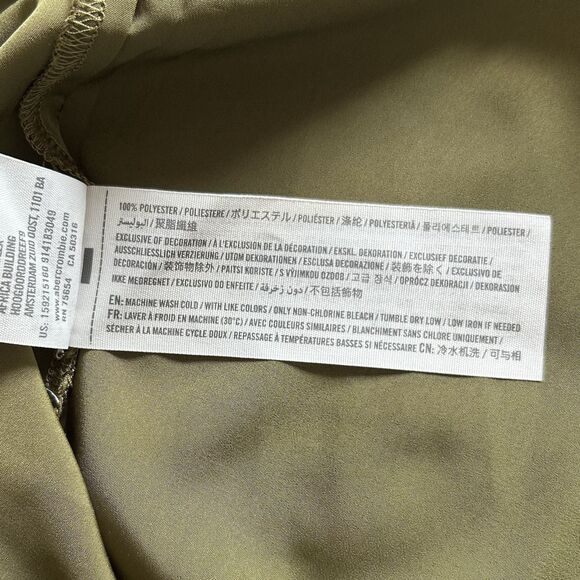 AFRICA BUILDING
HOOGOORDDREEF9
AMSTERDAM ZUID OOST, 1101 BA
US: 159215160 914183049
www.abercrombie.com
RN 75654 CA 50316
100% POLYESTER / POLIESTERE / ポリエステル / POLIÉSTER / 涤纶 / POLYESTERIÄ / 폴리에스테르 / POLIESTER /
البوليستر / 聚脂纖維
EXCLUSIVE OF DECORATION / À L'EXCLUSION DE LA DÉCORATION / EKSKL. DEKORATION / EXCLUSIEF DECORATIE /
AUSSCHLIESSLICH VERZIERUNG / UTOM DEKORATIONEN / ESCLUSA DECORAZIONE / 装飾を除く / EXCLUSIVO DE
DECORACIÓN / 装饰物除外 / PAITSI KORISTE / S VÝJIMKOU OZDOB / 고급 장식 / OPRÓCZ DEKORACJI / DEKORASJON
IKKE MEDREGNET / EXCLUSIVO DO ENFEITE / دون زخرفة / 不包括飾物
EN: MACHINE WASH COLD / WITH LIKE COLORS / ONLY NON-CHLORINE BLEACH / TUMBLE DRY LOW / LOW IRON IF NEEDED
FR: LAVER À FROID EN MACHINE (30°C) / AVEC COULEURS SIMILAIRES / BLANCHIMENT SANS CHLORE UNIQUEMENT /
SÉCHER À LA MACHINE CYCLE DOUX / REPASSAGE À TEMPÉRATURES BASSES SI NÉCESSAIRE CN: 冷水机洗 / 可与相